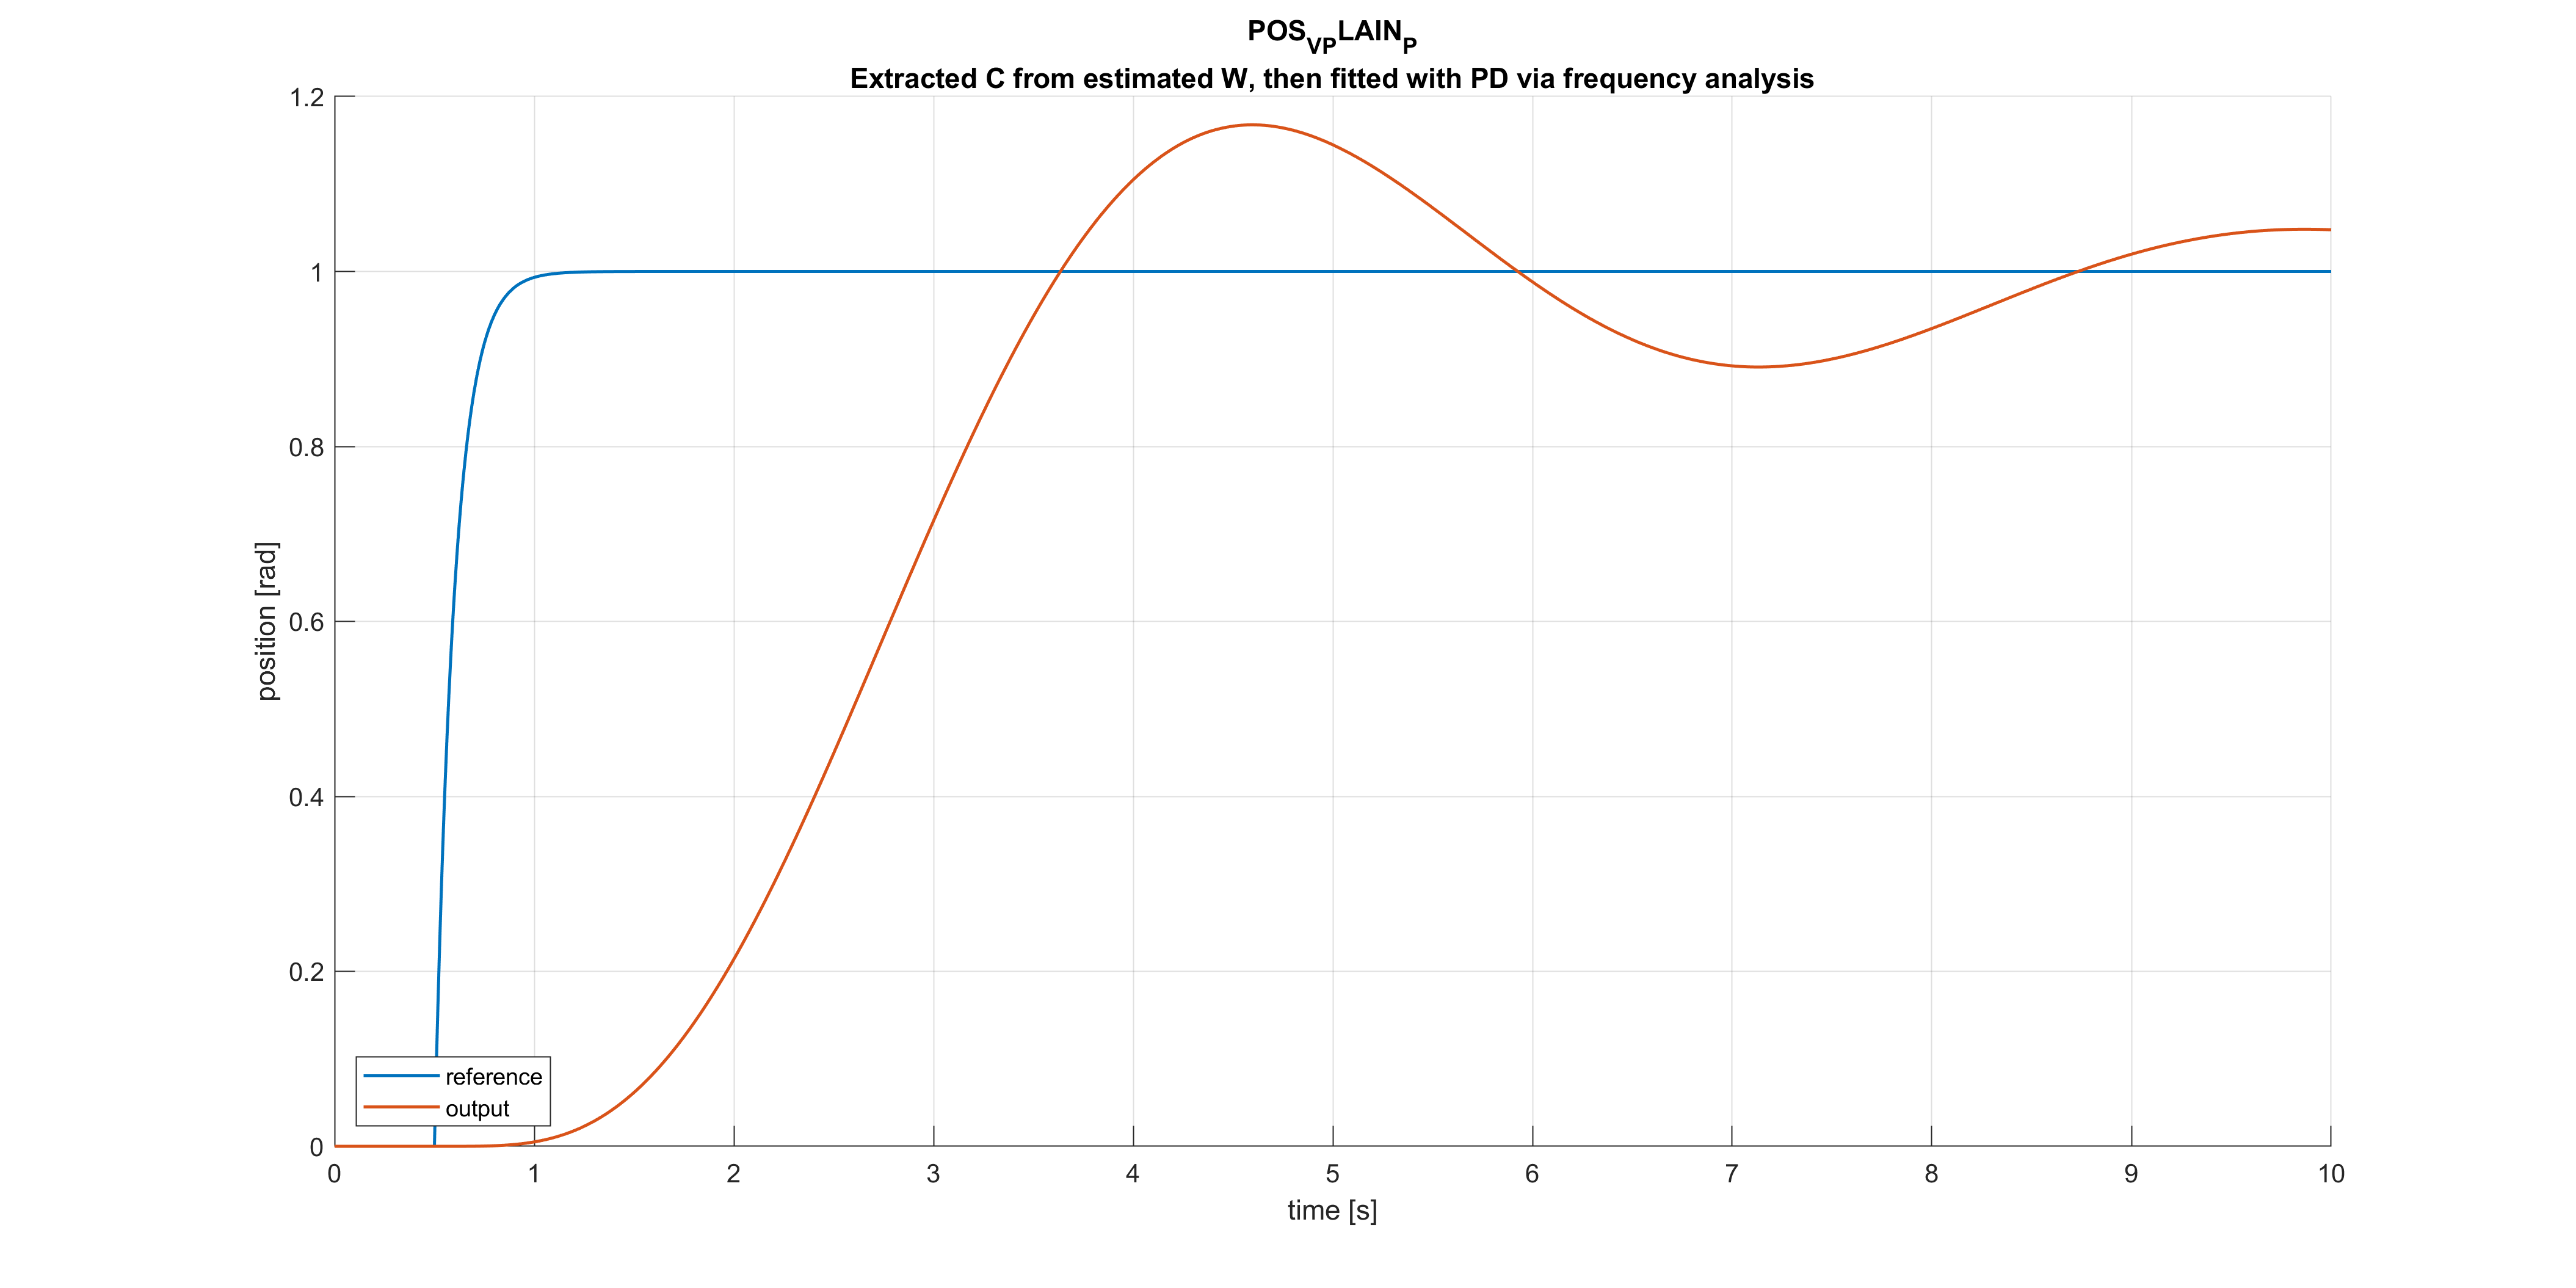 POSVPLAINP
Extracted C from estimated W, then fitted with PD via frequency analysis
1.2
1
0.8
0.6
0.4
0.2
0
position [rad]
reference
output
0 1 2 3 4 5 6 7 8 9 10
time [s]